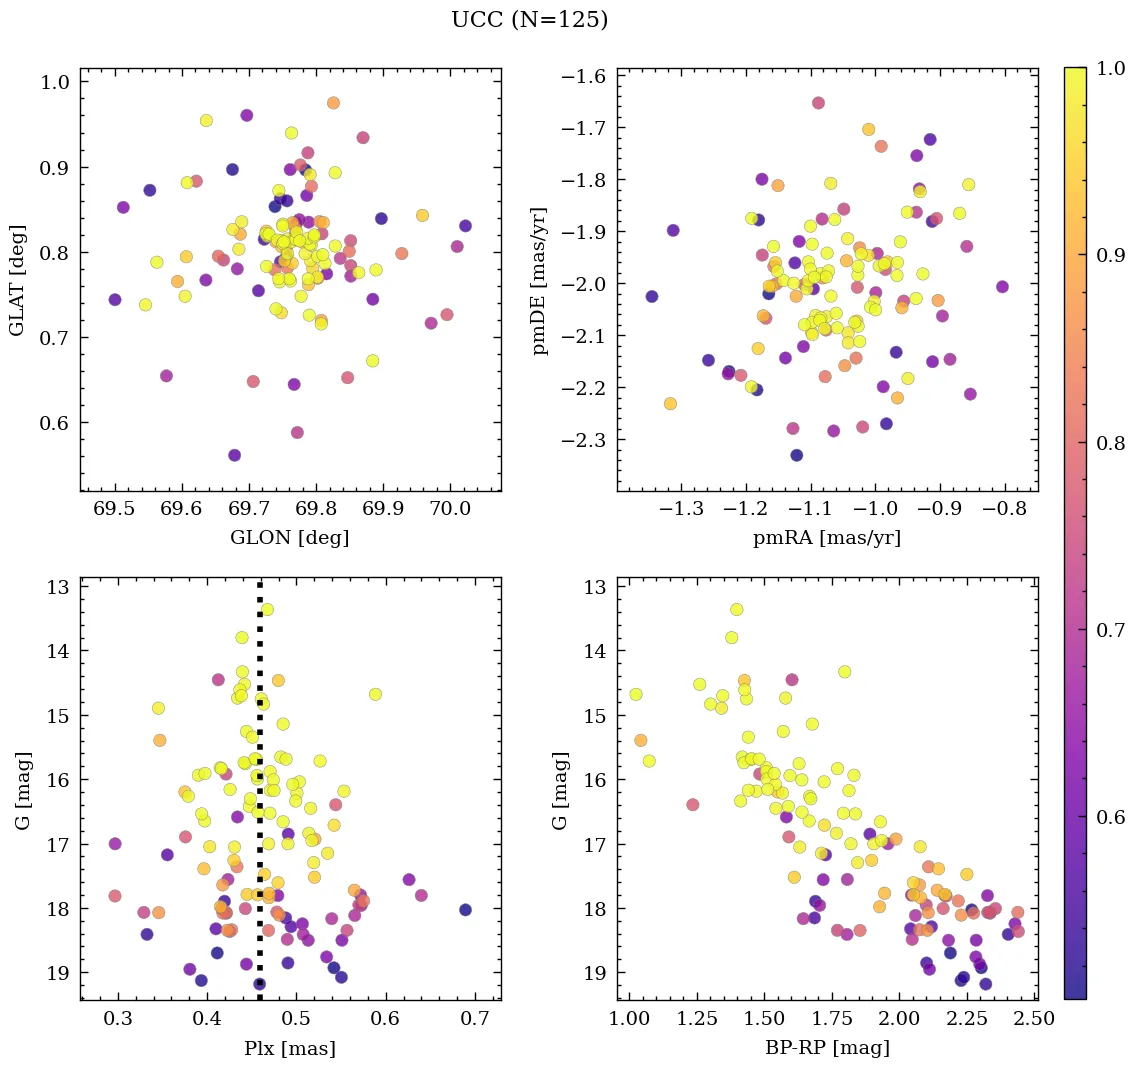 UCC (N=125)
1.0
0.9
0.8
0.7
0.6
GLAT [deg]
69.5 69.6 69.7 69.8 69.9 70.0
GLON [deg]
−1.6
−1.7
−1.8
−1.9
−2.0
−2.1
−2.2
−2.3
pmDE [mas/yr]
−1.3 −1.2 −1.1 −1.0 −0.9 −0.8
pmRA [mas/yr]
1.0
0.9
0.8
0.7
0.6
13
14
15
16
17
18
19
G [mag]
0.3 0.4 0.5 0.6 0.7
Plx [mas]
13
14
15
16
17
18
19
G [mag]
1.00 1.25 1.50 1.75 2.00 2.25 2.50
BP-RP [mag]